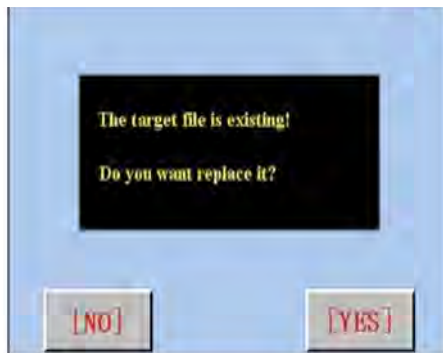 The target file is existing!
Do you want replace it?
[NO]
[YES]